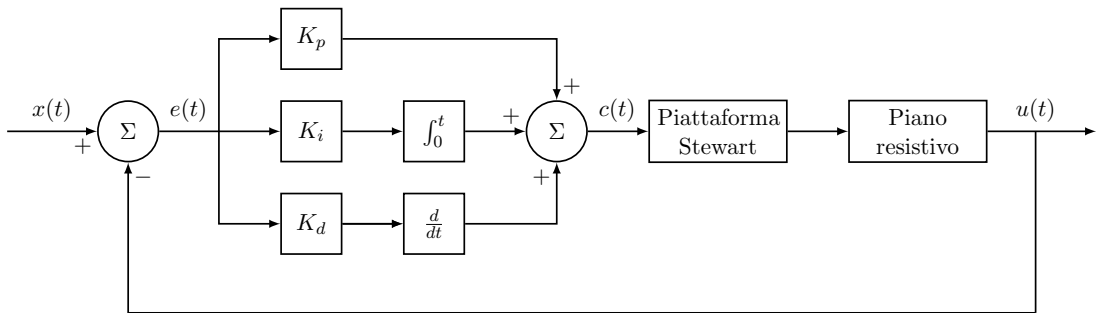 K_p
+
x(t)
e(t)
+
c(t)
u(t)
Σ
K_i
∫_0^t
Σ
Piattaforma
Stewart
Piano
resistivo
+
−
+
K_d
d/dt